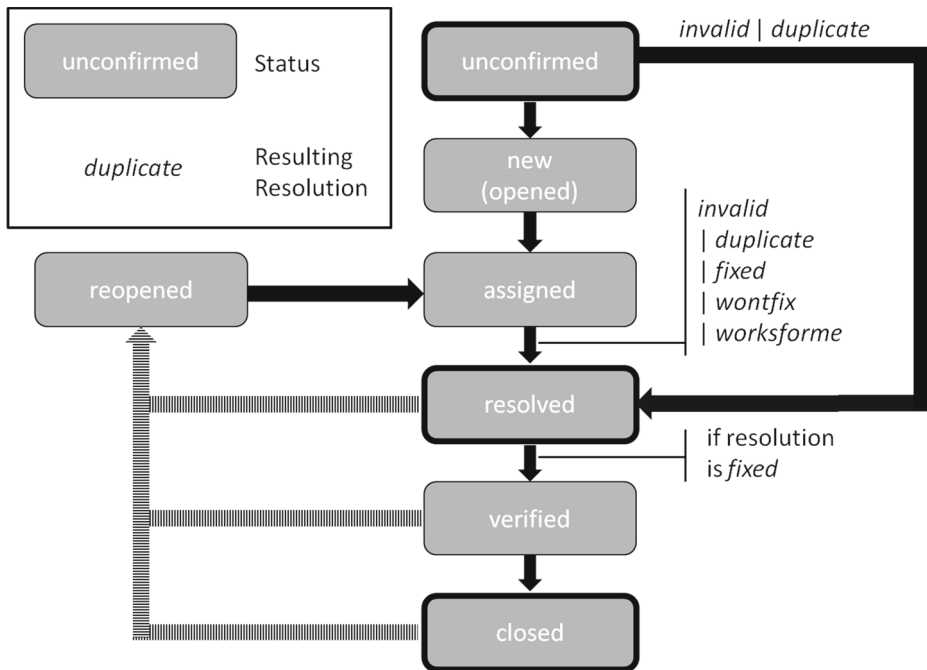 unconfirmed
Status
duplicate
Resulting
Resolution
unconfirmed
invalid | duplicate
new
(opened)
invalid
| duplicate
| fixed
| wontfix
| worksforme
reopened
assigned
resolved
if resolution
is fixed
verified
closed